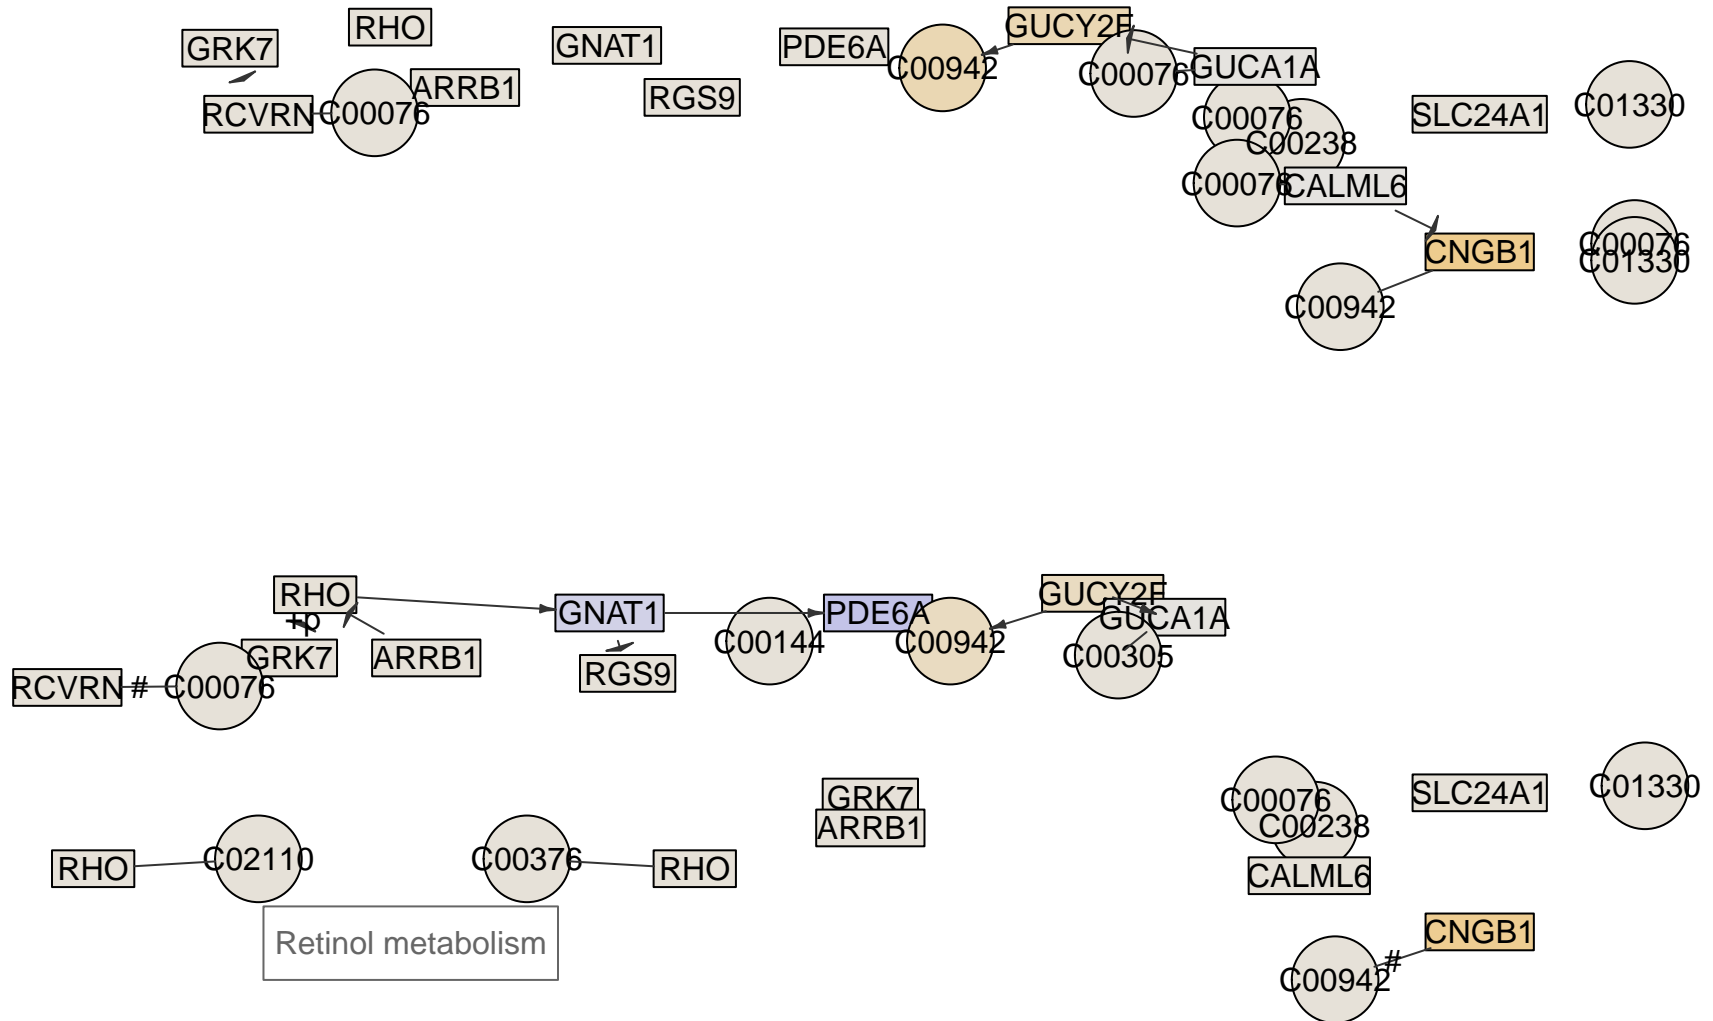 RHO
GRK7
GNAT1
PDE6A
C00942
GUCY2F
C00076
GUCA1A
ARRB1
RGS9
RCVRN
C00076
C00076
C00238
SLC24A1
C01330
C00076
CALML6
CNGB1
C00076
C01330
C00942
RHO
+p
GNAT1
PDE6A
GUCY2F
GUCA1A
GRK7
ARRB1
RGS9
C00144
C00942
C00305
RCVRN
#
C00076
GRK7
ARRB1
C00076
C00238
SLC24A1
C01330
RHO
C02110
C00376
RHO
CALML6
Retinol metabolism
CNGB1
#
C00942